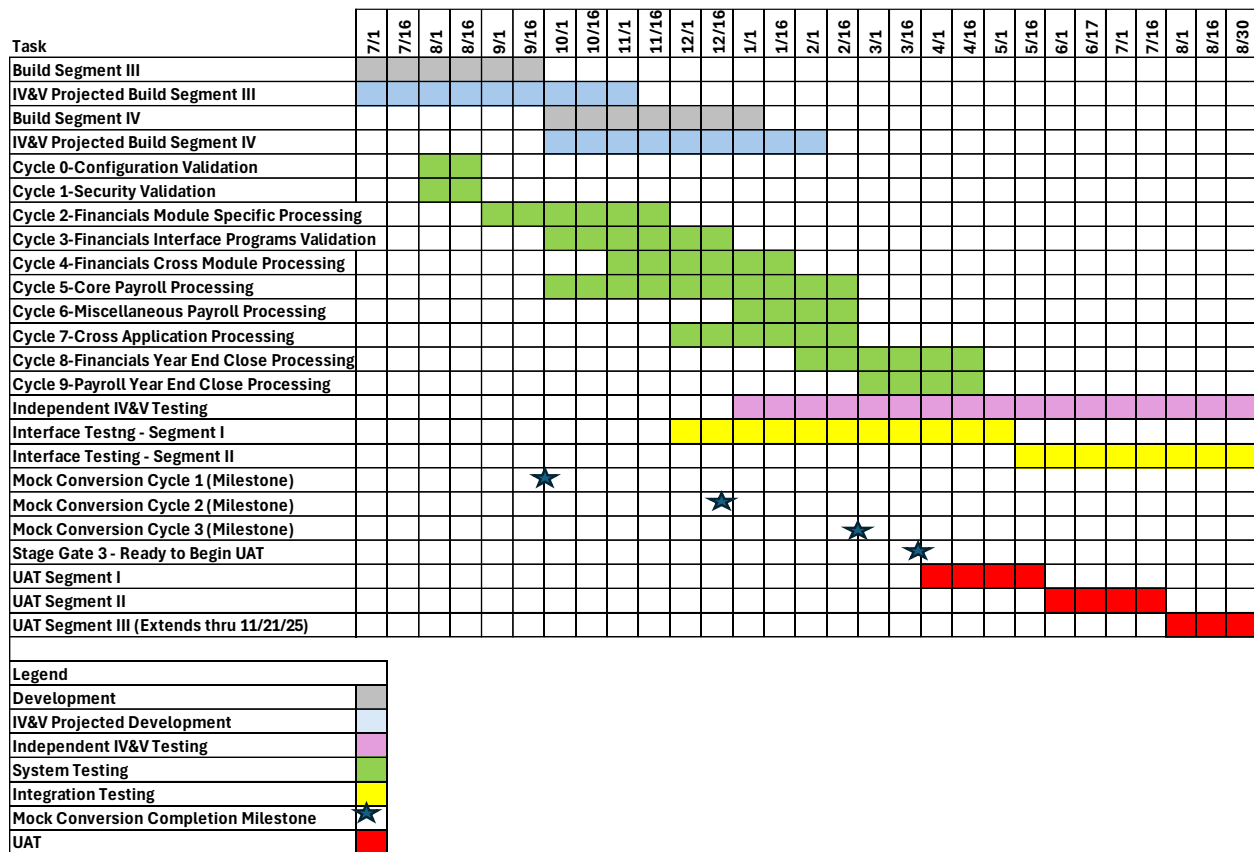 Task 7/1 7/16 8/1 8/16 9/1 9/16 10/1 10/16 11/1 11/16 12/1 12/16 1/1 1/16 2/1 2/16 3/1 3/16 4/1 4/16 5/1 5/16 6/1 6/17 7/1 7/16 8/1 8/16 8/30
Build Segment III
IV&V Projected Build Segment III
Build Segment IV
IV&V Projected Build Segment IV
Cycle 0-Configuration Validation
Cycle 1-Security Validation
Cycle 2-Financials Module Specific Processing
Cycle 3-Financials Interface Programs Validation
Cycle 4-Financials Cross Module Processing
Cycle 5-Core Payroll Processing
Cycle 6-Miscellaneous Payroll Processing
Cycle 7-Cross Application Processing
Cycle 8-Financials Year End Close Processing
Cycle 9-Payroll Year End Close Processing
Independent IV&V Testing
Interface Testng - Segment I
Interface Testing - Segment II
Mock Conversion Cycle 1 (Milestone)
Mock Conversion Cycle 2 (Milestone)
Mock Conversion Cycle 3 (Milestone)
Stage Gate 3 - Ready to Begin UAT
UAT Segment I
UAT Segment II
UAT Segment III (Extends thru 11/21/25)
Legend
Development
IV&V Projected Development
Independent IV&V Testing
System Testing
Integration Testing
Mock Conversion Completion Milestone
UAT